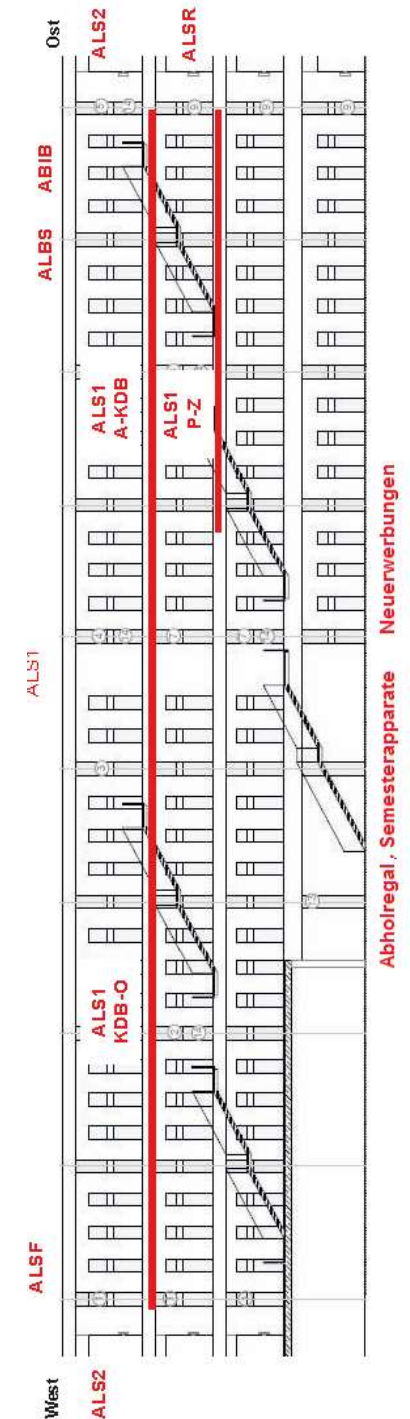 ALSF
ALS1
ALBS
ABIB
West
Ost
ALS2
ALS2
ALS1
KDB-O
ALS1
A-KDB
ALS1
P-Z
ALSR
Abholregal, Semesterapparate
Neuerwerbungen